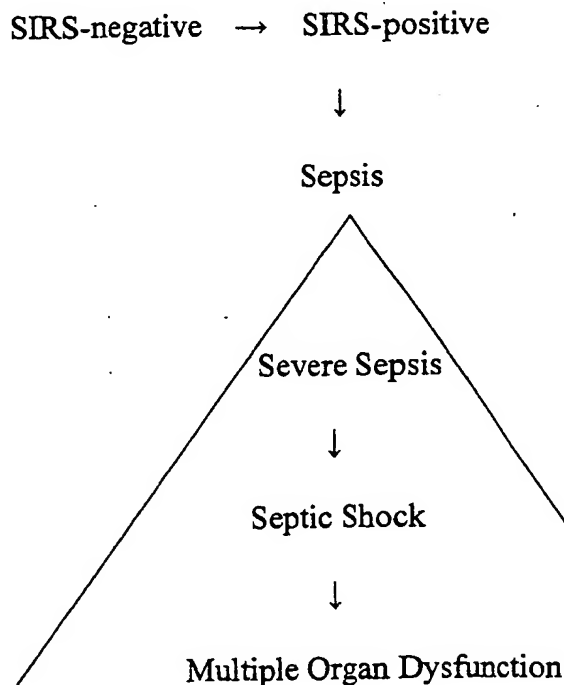 SIRS-negative → SIRS-positive
↓
Sepsis
Severe Sepsis
↓
Septic Shock
↓
Multiple Organ Dysfunction